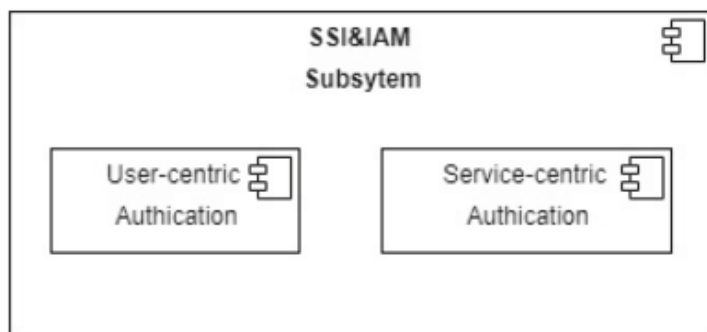 SSI&IAM
Subsytem
User-centric
Authication
Service-centric
Authication